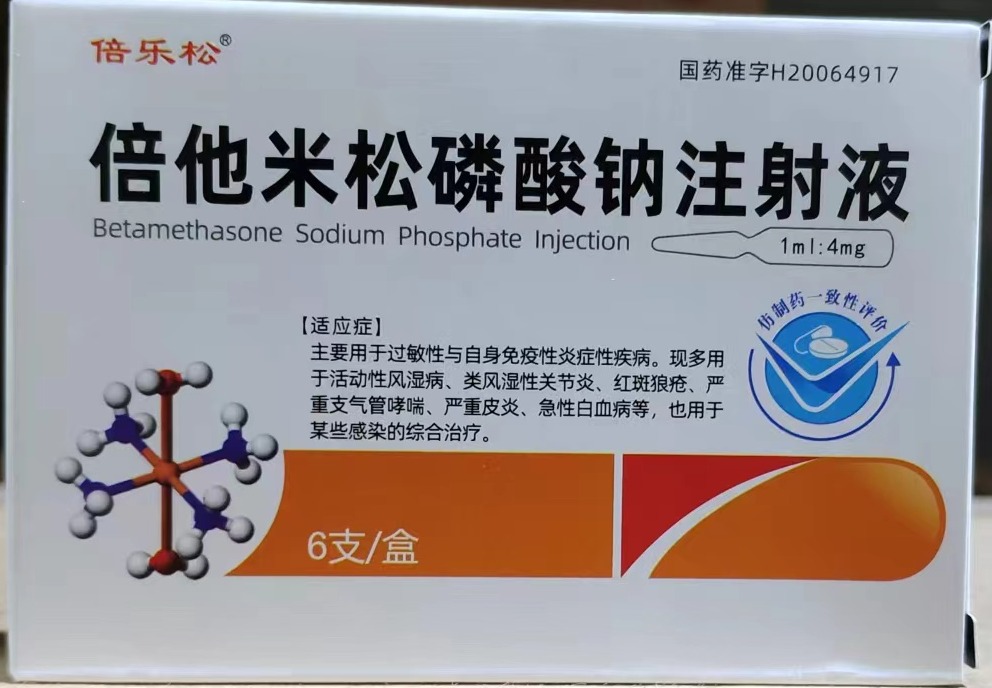 倍乐松®
国药准字H20064917
倍他米松磷酸钠注射液
Betamethasone Sodium Phosphate Injection
1ml:4mg
仿制药一致性评价
【适应症】
主要用于过敏性与自身免疫性炎症性疾病。现多用
于活动性风湿病、类风湿性关节炎、红斑狼疮、严
重支气管哮喘、严重皮炎、急性白血病等，也用于
某些感染的综合治疗。
6支/盒